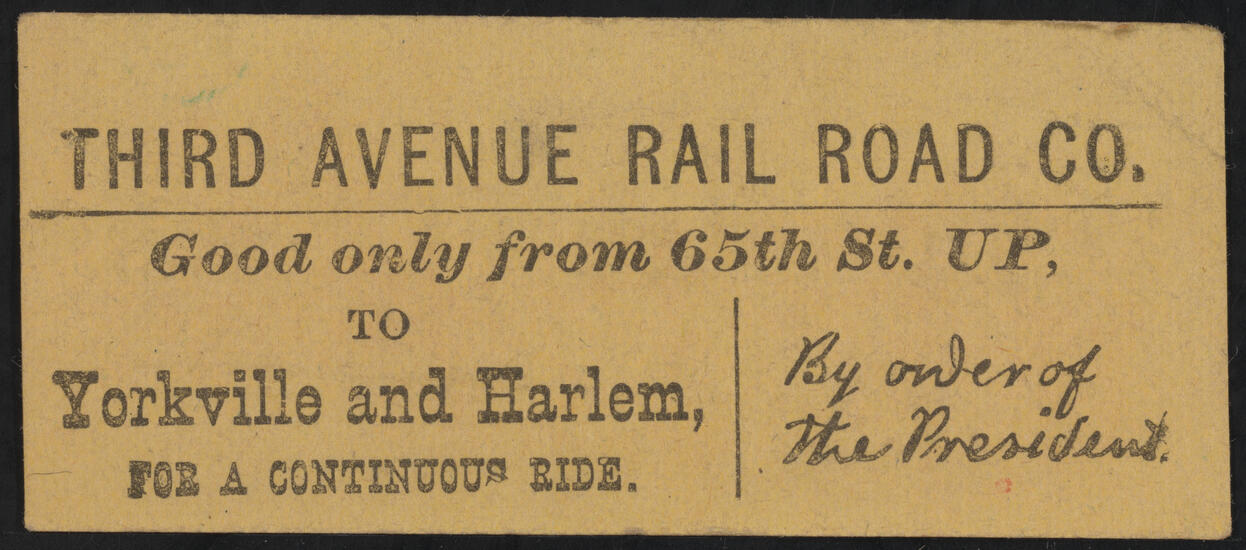 THIRD AVENUE RAIL ROAD CO.
Good only from 65th St. UP,
TO
Yorkville and Harlem,
FOR A CONTINUOUS RIDE.
By order of
the President.